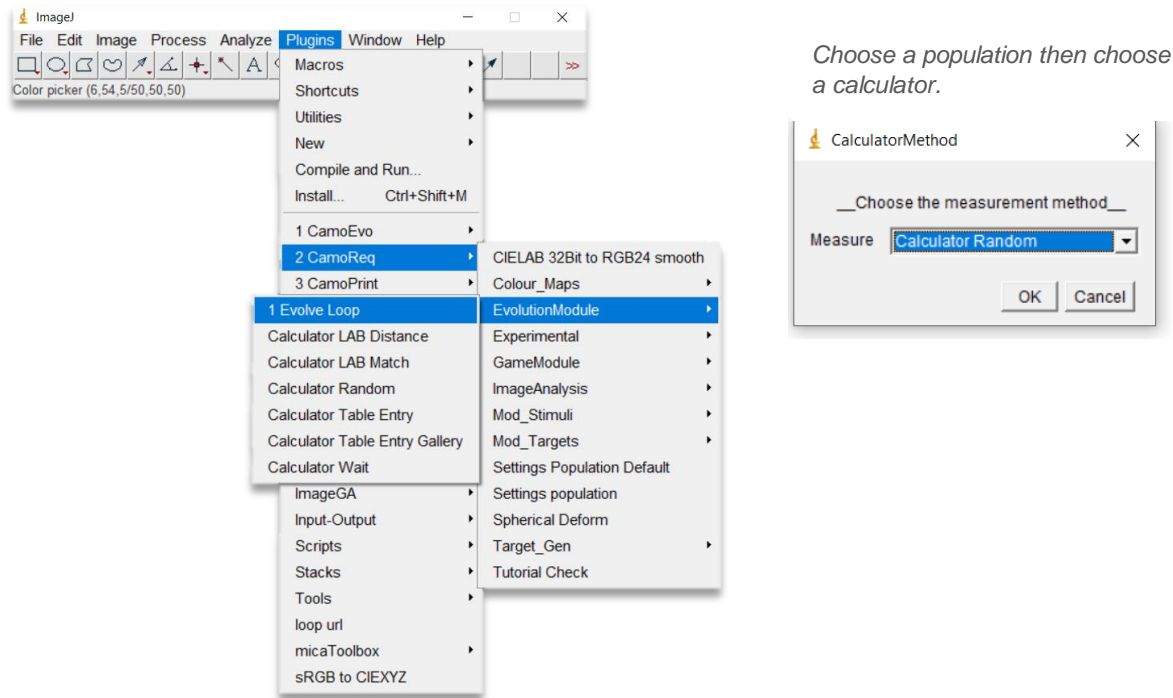 ImageJ
File Edit Image Process Analyze Plugins Window Help
A
>>
Color picker (6,54,5/50,50,50)
Macros
Shortcuts
Utilities
New
Compile and Run...
Install... Ctrl+Shift+M
1 CamoEvo
2 CamoReq
3 CamoPrint
1 Evolve Loop
Calculator LAB Distance
Calculator LAB Match
Calculator Random
Calculator Table Entry
Calculator Table Entry Gallery
Calculator Wait
ImageGA
Input-Output
Scripts
Stacks
Tools
loop url
micaToolbox
sRGB to CIEXYZ
CIELAB 32Bit to RGB24 smooth
Colour_Maps
EvolutionModule
Experimental
GameModule
ImageAnalysis
Mod_Stimuli
Mod_Targets
Settings Population Default
Settings population
Spherical Deform
Target_Gen
Tutorial Check
Choose a population then choose
a calculator.
CalculatorMethod
__Choose the measurement method__
Measure Calculator Random
OK Cancel